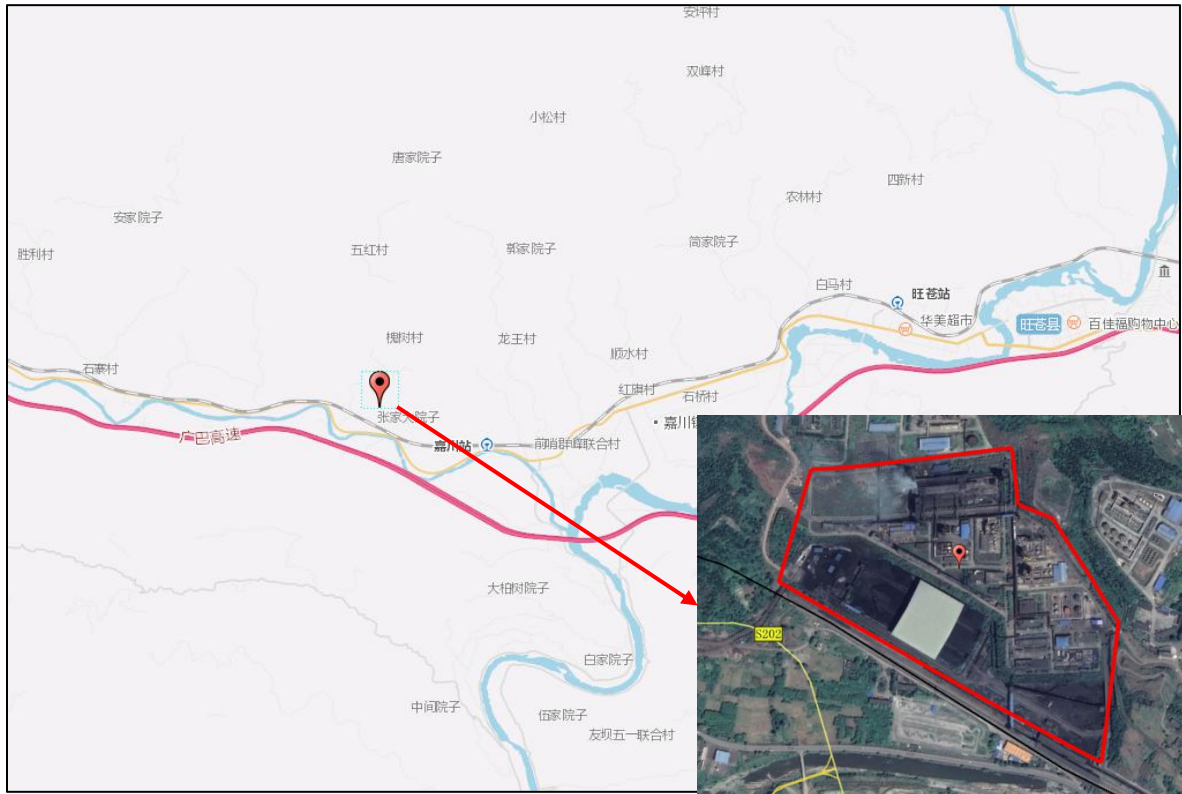 安坪村
双峰村
小松村
唐家院子
四新村
农林村
安家院子
简家院子
五红村
郭家院子
胜利村
白马村
旺苍站
华美超市
旺苍县
百佳福购物中心
槐树村
龙王村
顺水村
石寨村
红旗村
石桥村
张家大院子
嘉川
广巴高速
嘉川站
前哨群峰联合村
大柏树院子
S202
白家院子
中间院子
伍家院子
友坝五一联合村